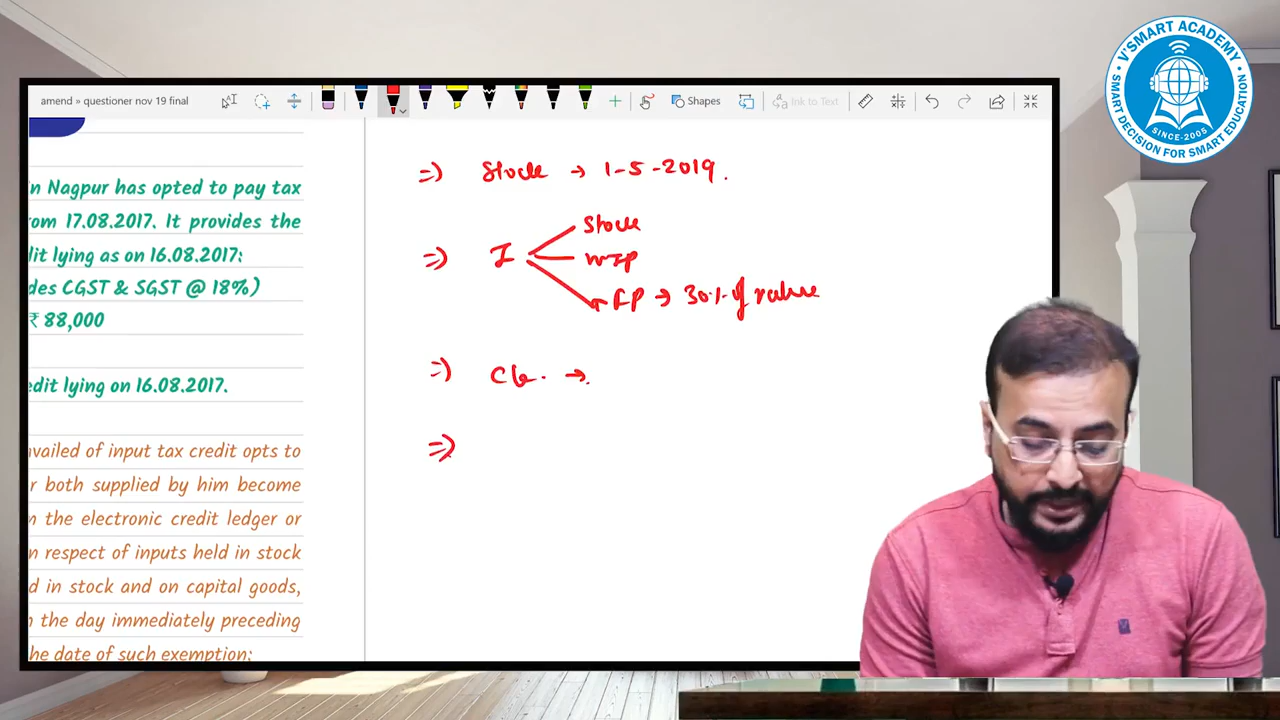 V'SMART ACADEMY
SMART DECISION FOR SMART EDUCATION
SINCE-2005
amend » questioner nov 19 final
Shapes
Ink to Text
in Nagpur has opted to pay tax
rom 17.08.2017. It provides the
dit lying as on 16.08.2017:
des CGST & SGST @ 18%)
₹ 88,000
edit lying on 16.08.2017.
availed of input tax credit opts to
r both supplied by him become
n the electronic credit ledger or
n respect of inputs held in stock
d in stock and on capital goods,
n the day immediately preceding
he date of such exemption:
=> Stock → 1-5-2019.
=> I
Stock
WIP
FP → 30% of value
=>
=>